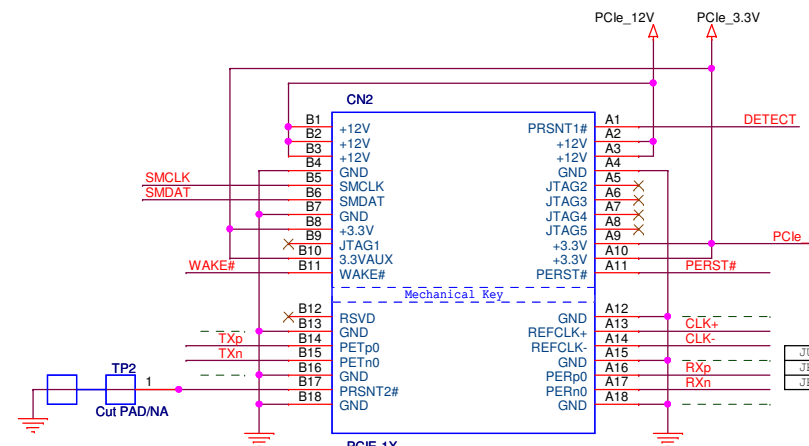 PCIe_12V PCIe_3.3V
CN2
B1 +12V PRSNT1# A1 DETECT
B2 +12V +12V A2
B3 +12V +12V A3
B4 GND GND A4
SMCLK B5 SMCLK JTAG2 A5
SMDAT B6 SMDAT JTAG3 A6
B7 GND JTAG4 A7
B8 +3.3V JTAG5 A8
B9 JTAG1 +3.3V A9 PCIe
B10 3.3VAUX +3.3V A10
WAKE# B11 WAKE# PERST# A11 PERST#
Mechanical Key
B12 RSVD GND A12
B13 GND REFCLK+ A13 CLK+
TXp B14 PETp0 REFCLK- A14 CLK-
TXn B15 PETn0 GND A15
B16 GND PERp0 A16 RXp
TP2 1 B17 PRSNT2# PERn0 A17 RXn
B18 GND GND A18
Cut PAD/NA
PCIE 1X